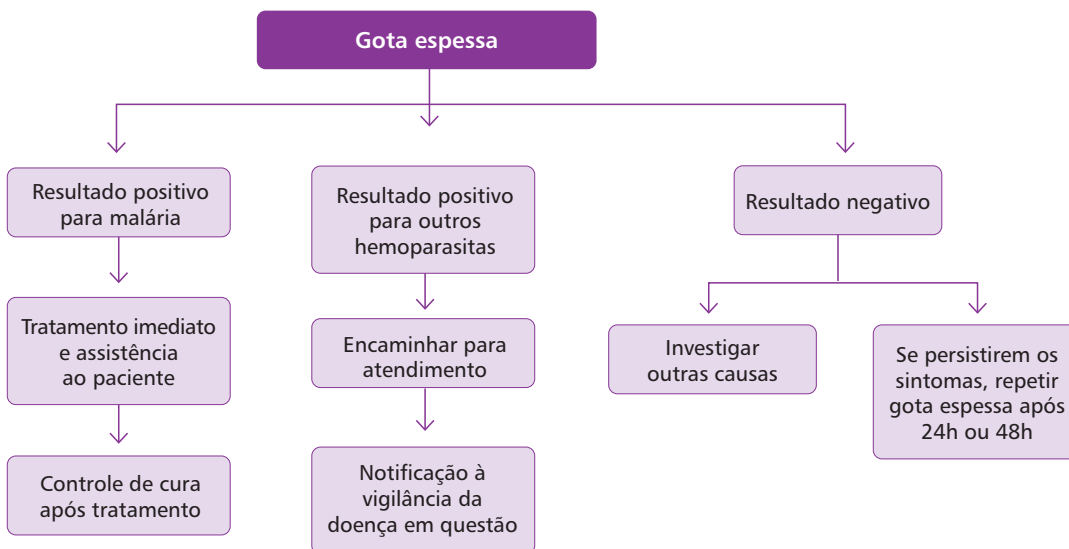 Gota espessa
Resultado positivo
para malária
Tratamento imediato
e assistência
ao paciente
Controle de cura
após tratamento
Resultado positivo
para outros
hemoparasitas
Encaminhar para
atendimento
Notificação à
vigilância da
doença em questão
Resultado negativo
Investigar
outras causas
Se persistirem os
sintomas, repetir
gota espessa após
24h ou 48h